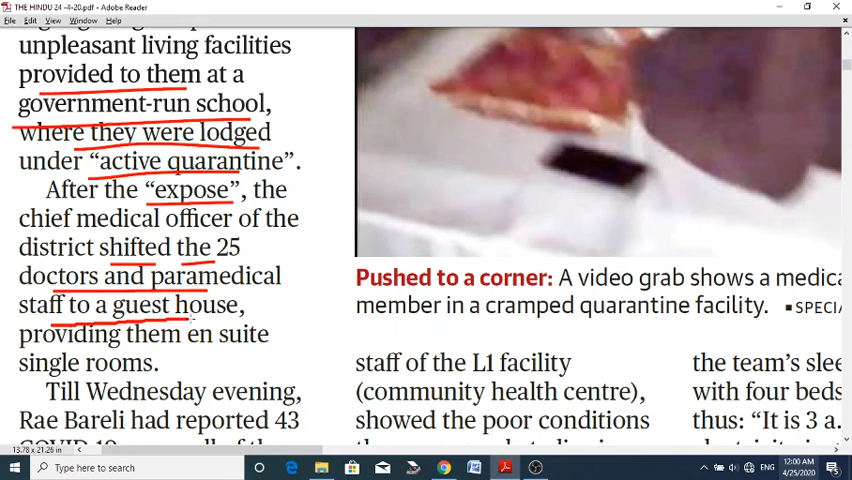 THE HINDU 24 -4-20.pdf - Adobe Reader
File Edit View Window Help
unpleasant living facilities
provided to them at a
government-run school,
where they were lodged
under “active quarantine”.
After the “expose”, the
chief medical officer of the
district shifted the 25
doctors and paramedical
staff to a guest house,
providing them en suite
single rooms.
Till Wednesday evening,
Rae Bareli had reported 43
Pushed to a corner: A video grab shows a medica
member in a cramped quarantine facility. ▪SPECIA
staff of the L1 facility
(community health centre),
showed the poor conditions
the team’s slee
with four beds
thus: “It is 3 a.
13.78 x 21.26 in
Type here to search
ENG
12:00 AM
4/25/2020
5